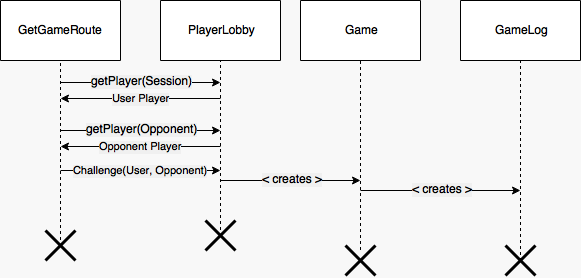 GetGameRoute
PlayerLobby
Game
GameLog
getPlayer(Session)
User Player
getPlayer(Opponent)
Opponent Player
Challenge(User, Opponent)
< creates >
< creates >